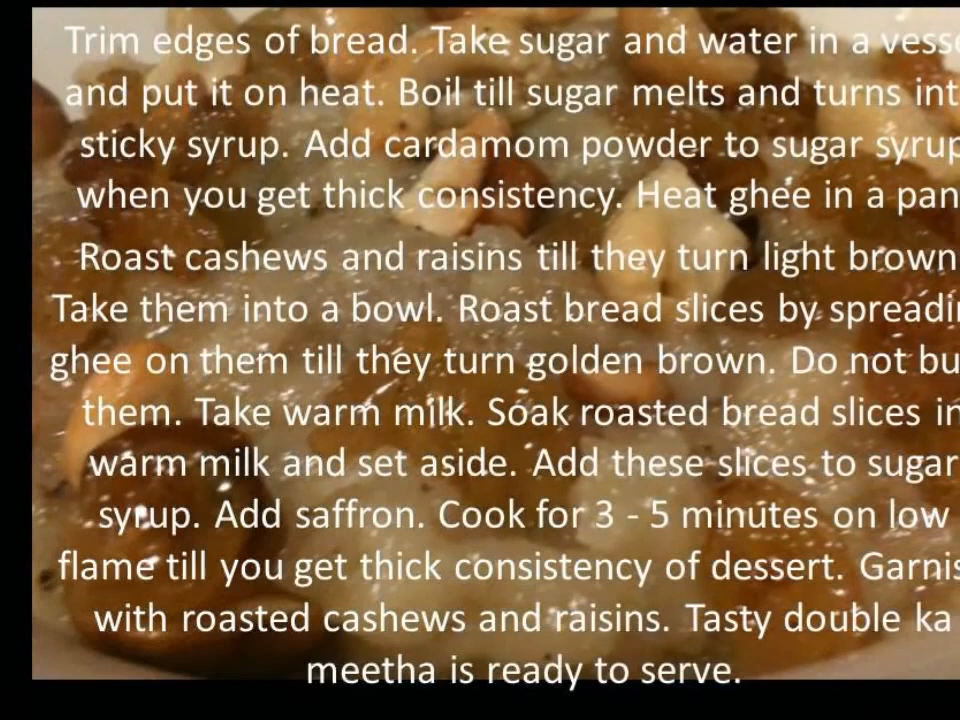 Trim edges of bread. Take sugar and water in a vesse
and put it on heat. Boil till sugar melts and turns int
sticky syrup. Add cardamom powder to sugar syrup
when you get thick consistency. Heat ghee in a pan
Roast cashews and raisins till they turn light brown
Take them into a bowl. Roast bread slices by spreadin
ghee on them till they turn golden brown. Do not bu
them. Take warm milk. Soak roasted bread slices in
warm milk and set aside. Add these slices to sugar
syrup. Add saffron. Cook for 3 - 5 minutes on low
flame till you get thick consistency of dessert. Garnis
with roasted cashews and raisins. Tasty double ka
meetha is ready to serve.